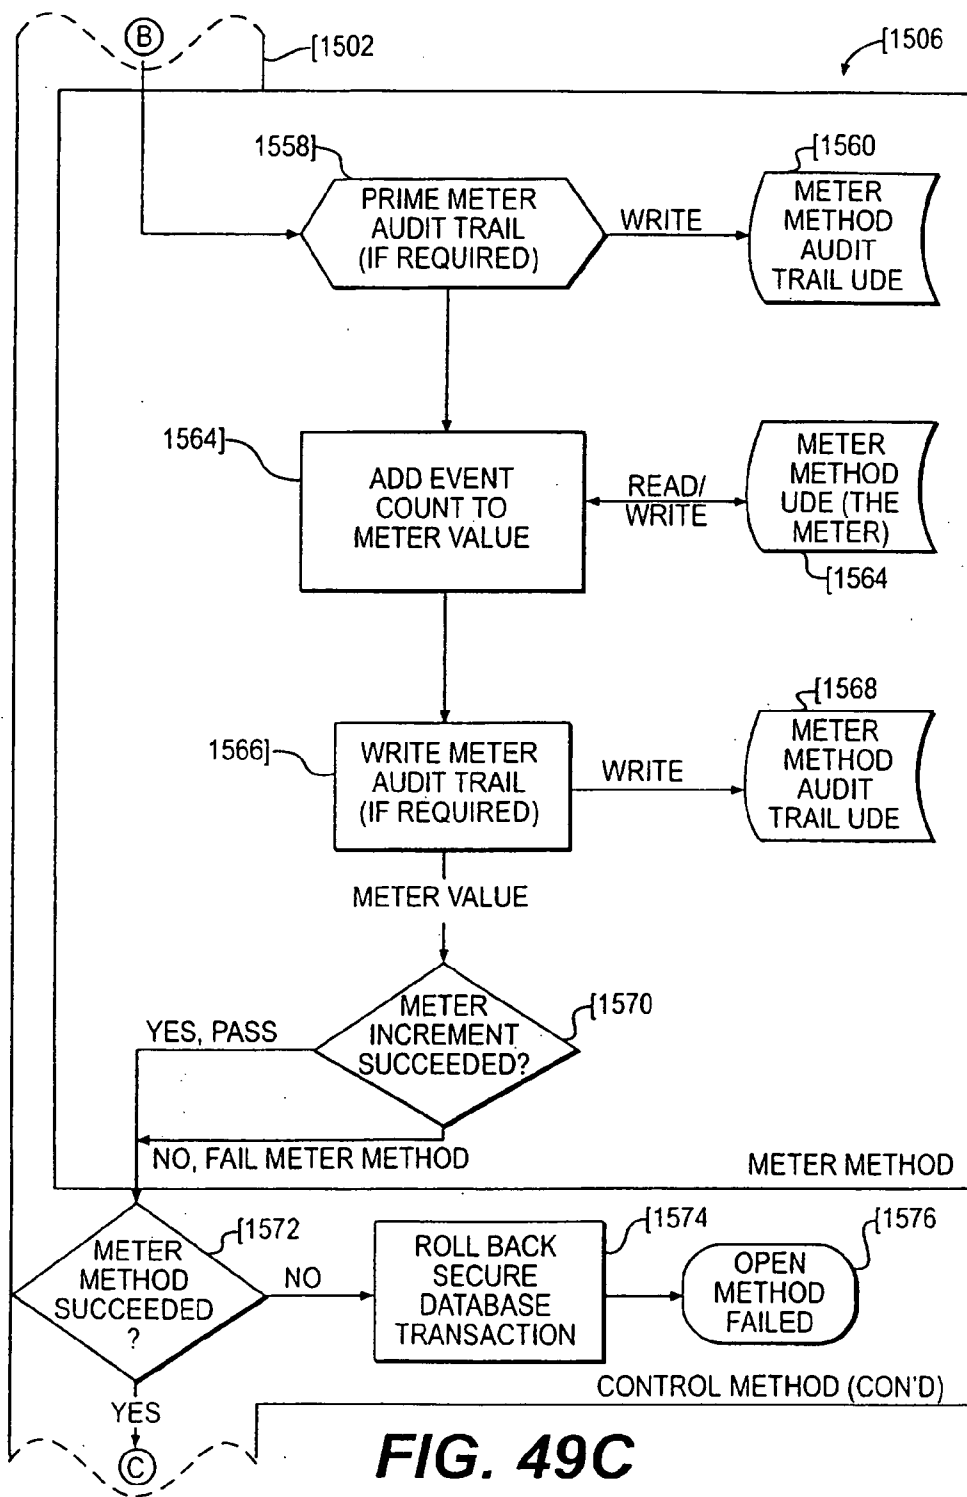 B
[1502
[1506
1558]
PRIME METER
AUDIT TRAIL
(IF REQUIRED)
WRITE
[1560
METER
METHOD
AUDIT
TRAIL UDE
1564]
ADD EVENT
COUNT TO
METER VALUE
READ/
WRITE
METER
METHOD
UDE (THE
METER)
[1564
1566]
WRITE METER
AUDIT TRAIL
(IF REQUIRED)
WRITE
[1568
METER
METHOD
AUDIT
TRAIL UDE
METER VALUE
METER
INCREMENT
SUCCEEDED?
[1570
YES, PASS
NO, FAIL METER METHOD
METER METHOD
METER
METHOD
SUCCEEDED
?
[1572
NO
ROLL BACK
SECURE
DATABASE
TRANSACTION
[1574
OPEN
METHOD
FAILED
[1576
YES
CONTROL METHOD (CON'D)
C
FIG. 49C